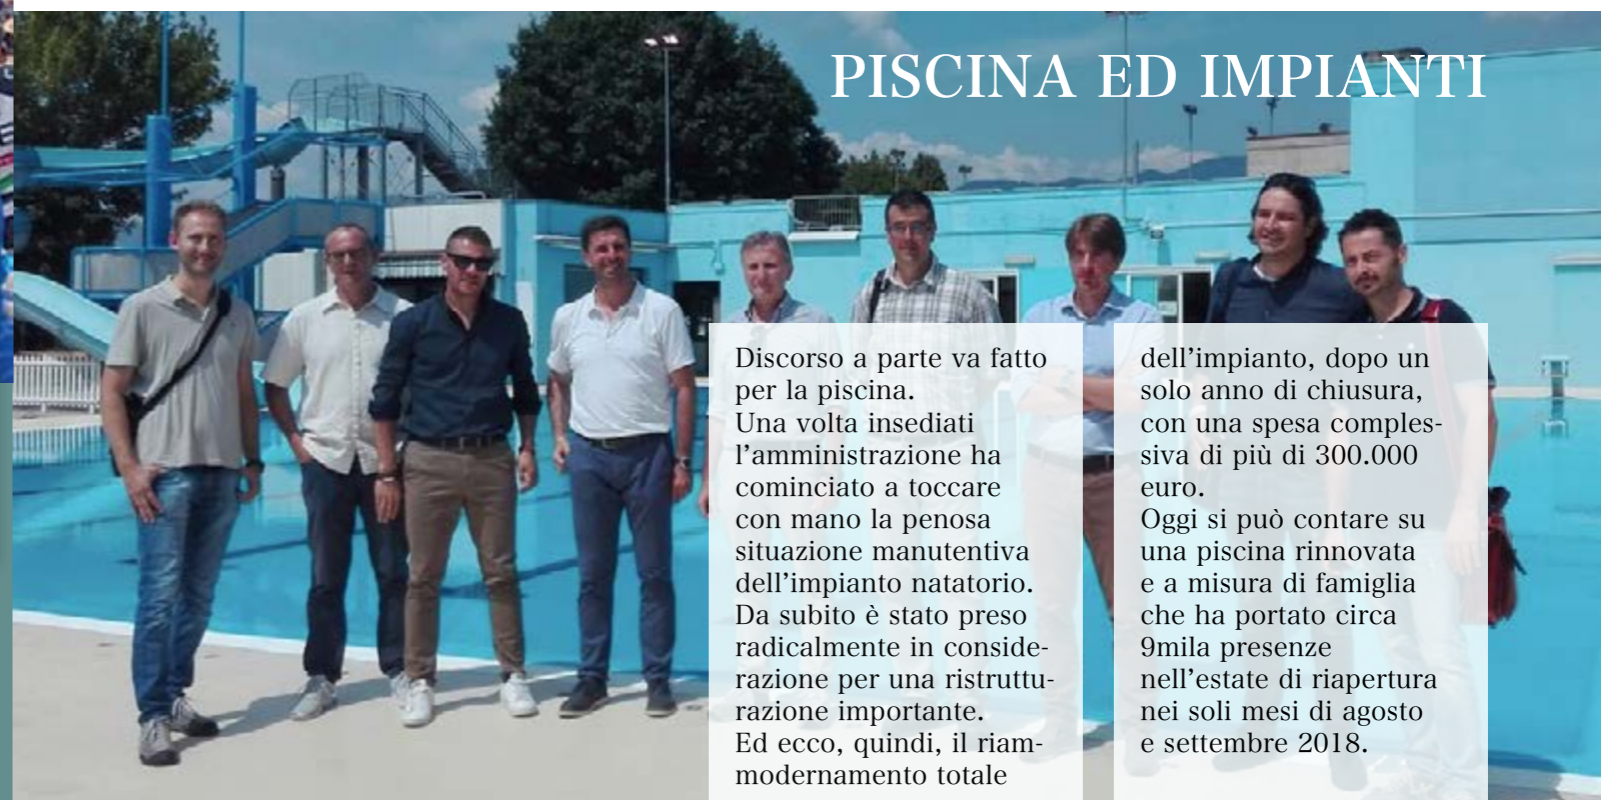 PISCINA ED IMPIANTI
Discorso a parte va fatto
per la piscina.
Una volta insediati
l’amministrazione ha
cominciato a toccare
con mano la penosa
situazione manutentiva
dell’impianto natatorio.
Da subito è stato preso
radicalmente in conside-
razione per una ristruttu-
razione importante.
Ed ecco, quindi, il riam-
modernamento totale
dell’impianto, dopo un
solo anno di chiusura,
con una spesa comples-
siva di più di 300.000
euro.
Oggi si può contare su
una piscina rinnovata
e a misura di famiglia
che ha portato circa
9mila presenze
nell’estate di riapertura
nei soli mesi di agosto
e settembre 2018.